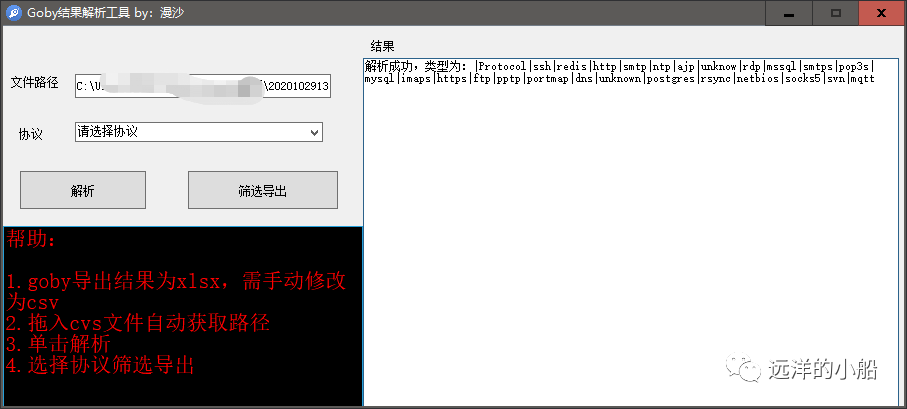 Goby结果解析工具 by：漫沙
文件路径
C:\U
\2020102913
协议
请选择协议
解析
筛选导出
结果
解析成功，类型为：|Protocol|ssh|redis|http|smtp|ntp|ajp|unknow|rdp|mssql|smtps|pop3s|
mysql|imaps|https|ftp|pptp|portmap|dns|unknown|postgres|rsync|netbios|socks5|svn|mqtt
帮助：
1.goby导出结果为xlsx，需手动修改
为csv
2.拖入cvs文件自动获取路径
3.单击解析
4.选择协议筛选导出
远洋的小船